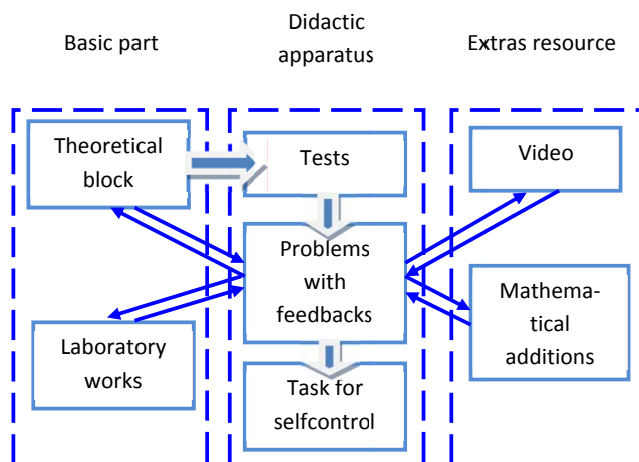 Basic part
Didactic
apparatus
Extras resource
Theoretical
block
Tests
Video
Problems
with
feedbacks
Mathema-
tical
additions
Laboratory
works
Task for
selfcontrol